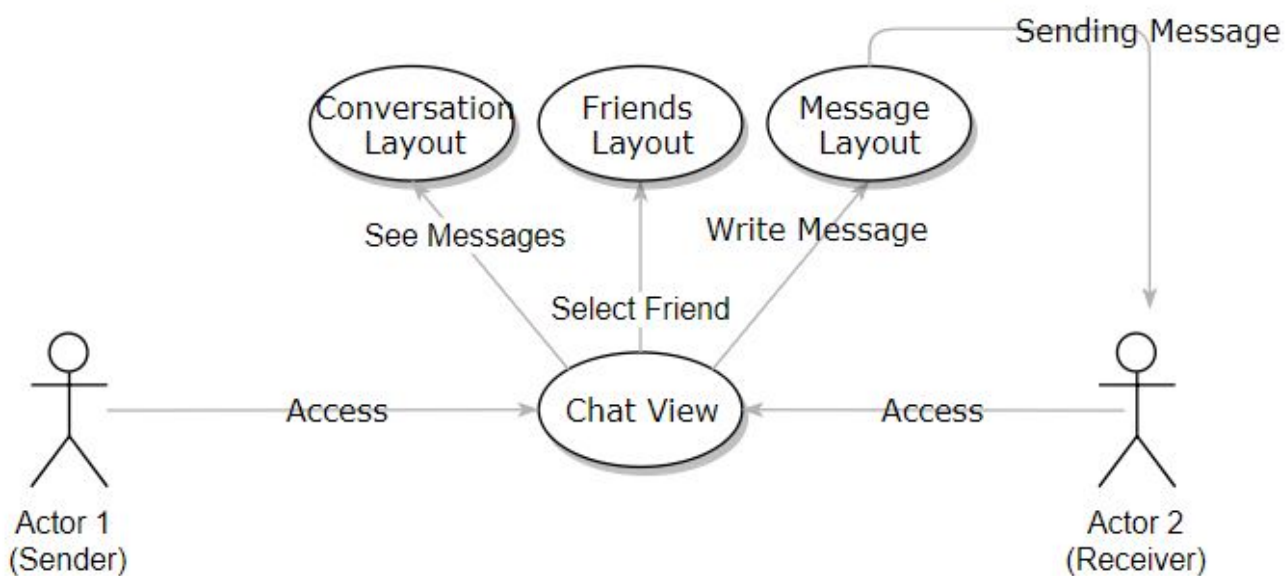 Sending Message
Conversation
Layout
Friends
Layout
Message
Layout
See Messages
Write Message
Select Friend
Access
Chat View
Access
Actor 1
(Sender)
Actor 2
(Receiver)